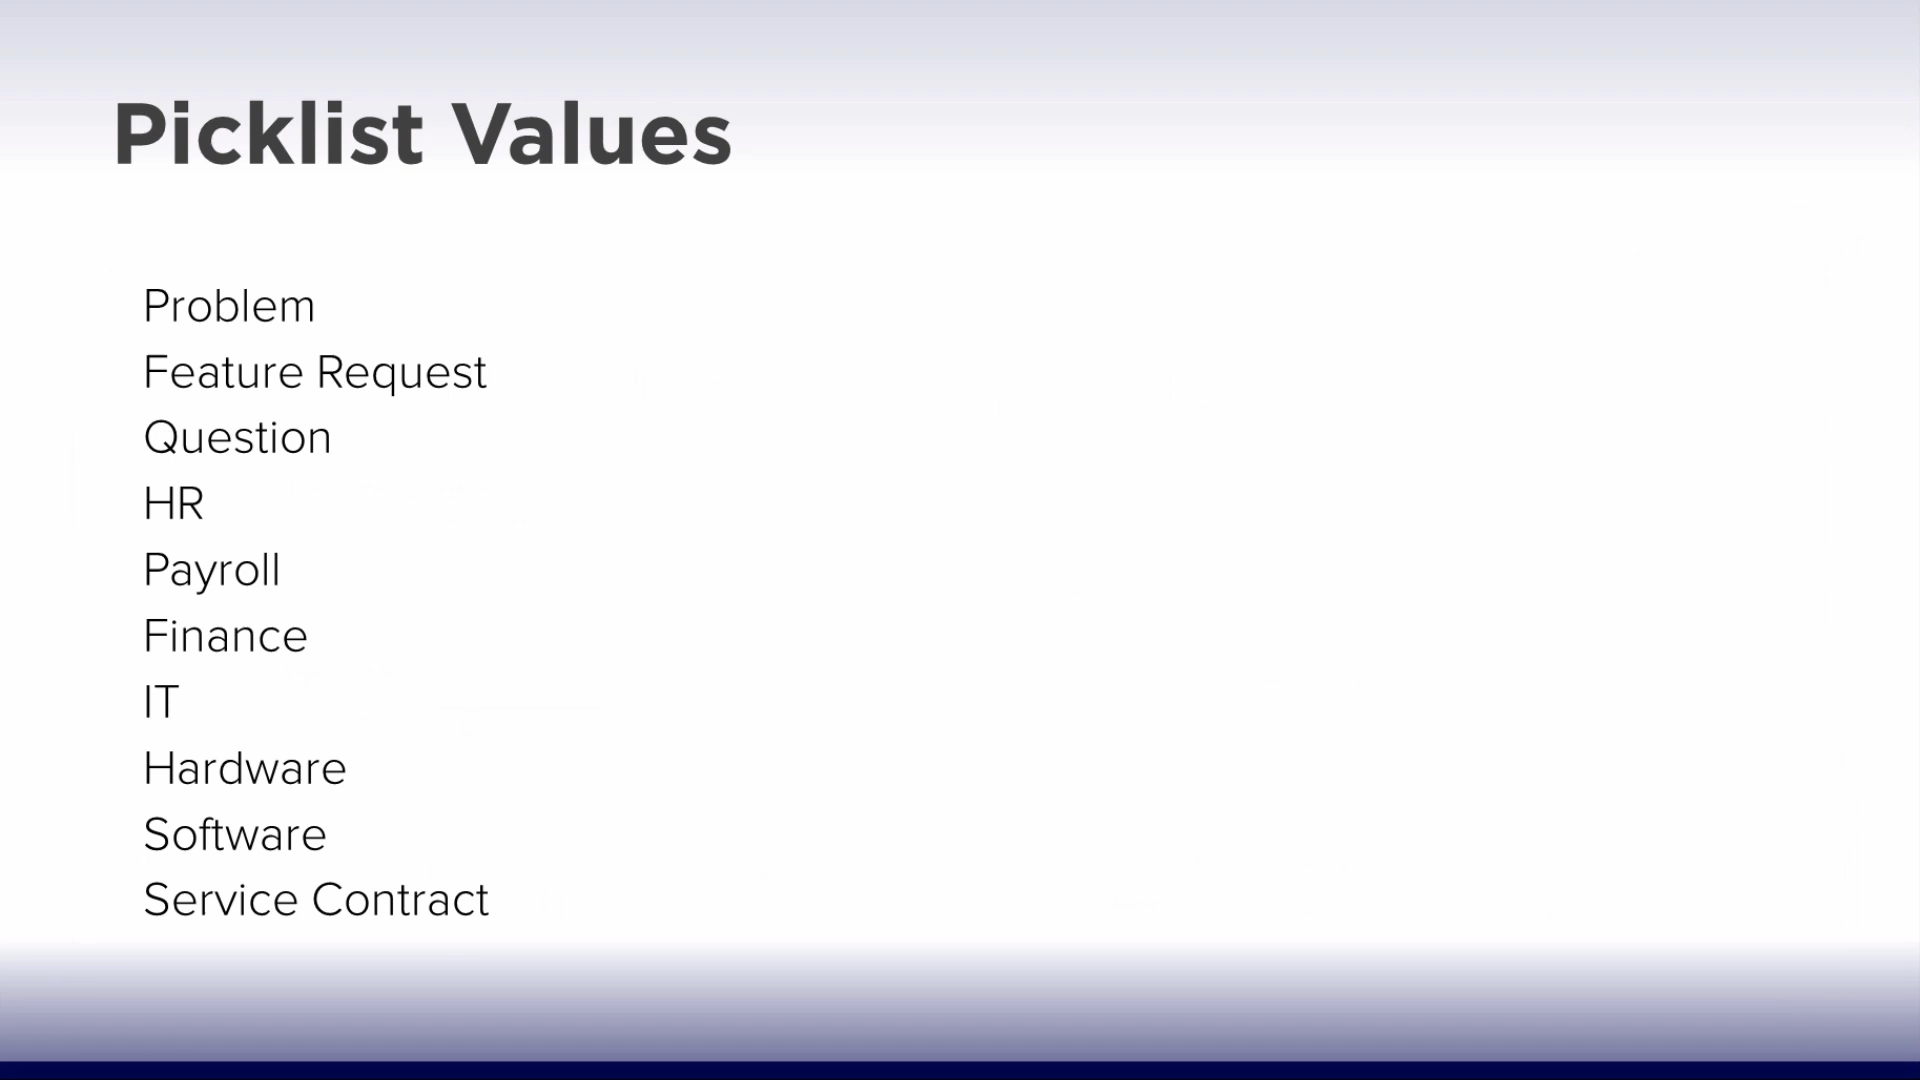 Picklist Values
Problem
Feature Request
Question
HR
Payroll
Finance
IT
Hardware
Software
Service Contract